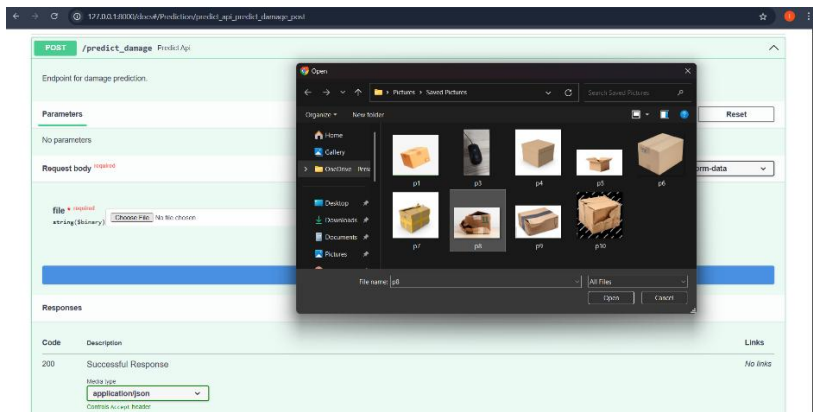 127.0.0.1:8000/docs#/Prediction/predict_api_predict_damage_post
POST /predict_damage Predict Api
Endpoint for damage prediction.
Parameters
Reset
No parameters
Request body required
orm-data
file * required
string($binary)
Choose File No file chosen
Open
Pictures › Saved Pictures
Search Saved Pictures
Organize
New folder
Home
Gallery
OneDrive Pers
Desktop
Downloads
Documents
Pictures
p1
p3
p4
p5
p6
p7
p8
p9
p10
File name: p8
All Files
Open
Cancel
Responses
Code Description Links
200 Successful Response No links
Media type
application/json
Controls Accept header